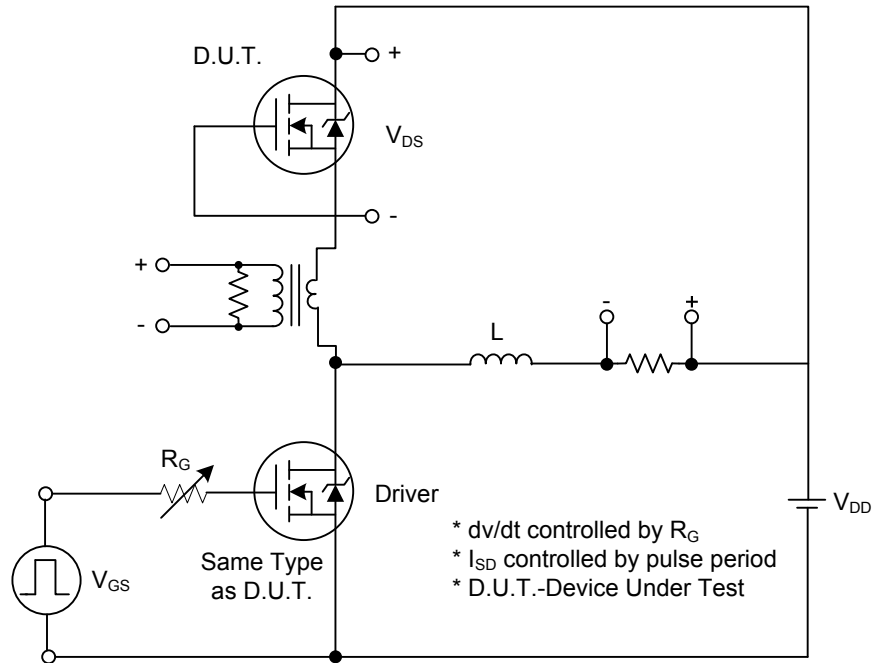 D.U.T.
+
V_DS
-
+
-
L
-
+
R_G
Driver
V_DD
V_GS
Same Type
as D.U.T.
* dv/dt controlled by R_G
* I_SD controlled by pulse period
* D.U.T.-Device Under Test